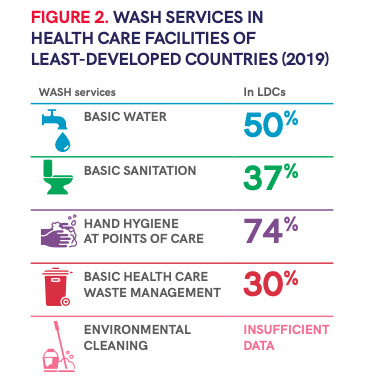 FIGURE 2. WASH SERVICES IN
HEALTH CARE FACILITIES OF
LEAST-DEVELOPED COUNTRIES (2019)
WASH services In LDCs
BASIC WATER 50%
BASIC SANITATION 37%
HAND HYGIENE
AT POINTS OF CARE 74%
BASIC HEALTH CARE
WASTE MANAGEMENT 30%
ENVIRONMENTAL INSUFFICIENT
CLEANING DATA